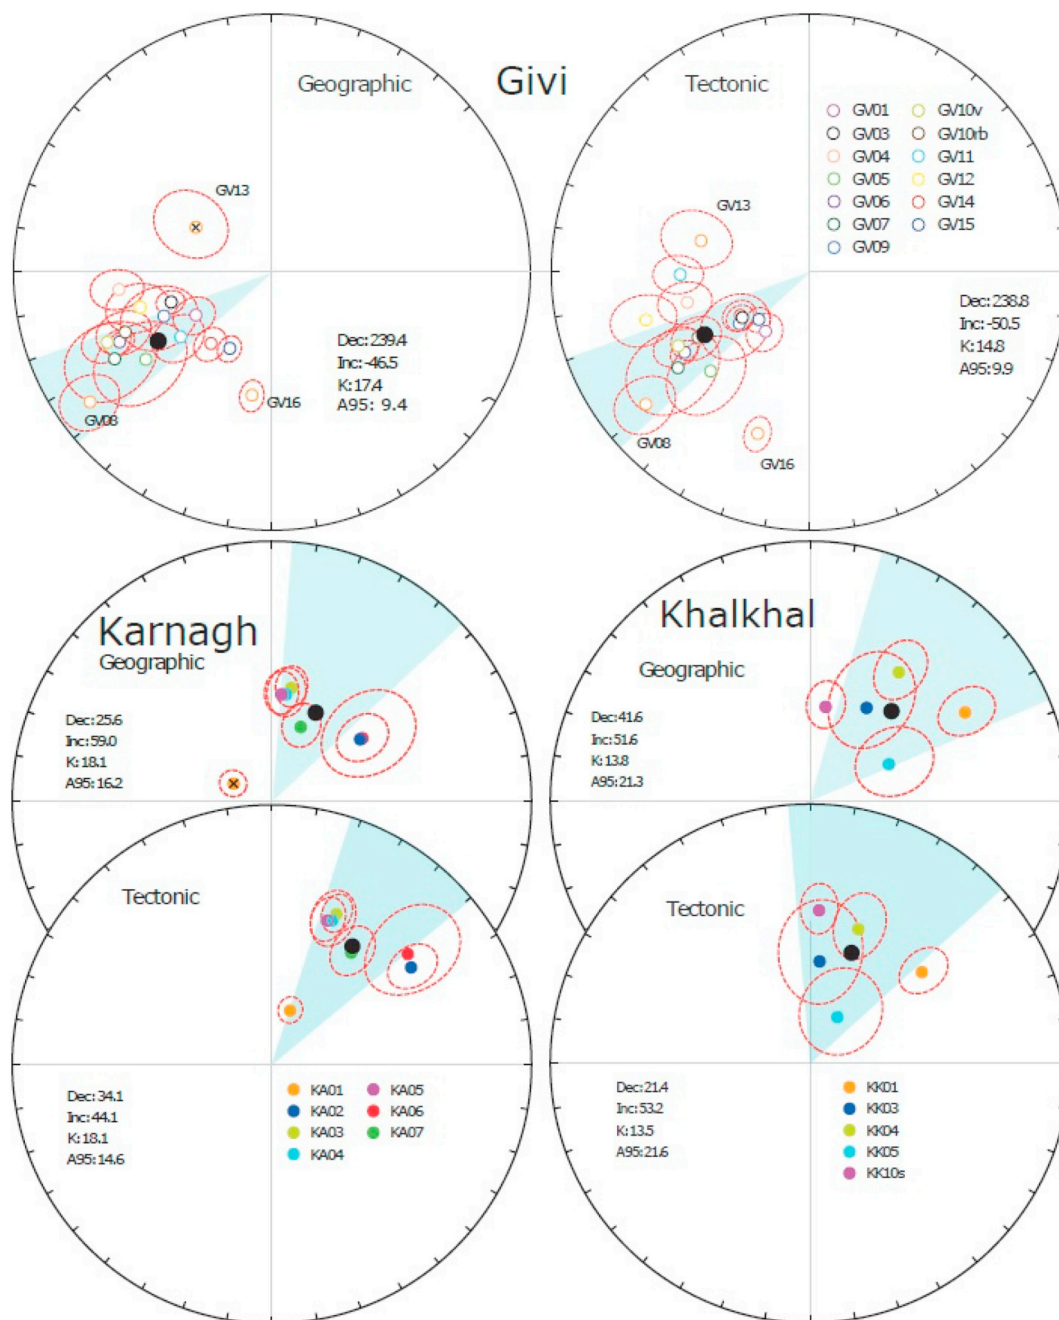 Givi
Geographic
GV13
GV08
GV16
Dec: 239.4
Inc: -46.5
K: 17.4
A95: 9.4
Tectonic
GV01
GV03
GV04
GV05
GV06
GV07
GV09
GV10v
GV10rb
GV11
GV12
GV14
GV15
GV13
GV08
GV16
Dec: 238.8
Inc: -50.5
K: 14.8
A95: 9.9
Karnagh
Geographic
Dec: 25.6
Inc: 59.0
K: 18.1
A95: 16.2
Khalkhal
Geographic
Dec: 41.6
Inc: 51.6
K: 13.8
A95: 21.3
Tectonic
Dec: 34.1
Inc: 44.1
K: 18.1
A95: 14.6
KA01
KA02
KA03
KA04
KA05
KA06
KA07
Tectonic
Dec: 21.4
Inc: 53.2
K: 13.5
A95: 21.6
KK01
KK03
KK04
KK05
KK10s